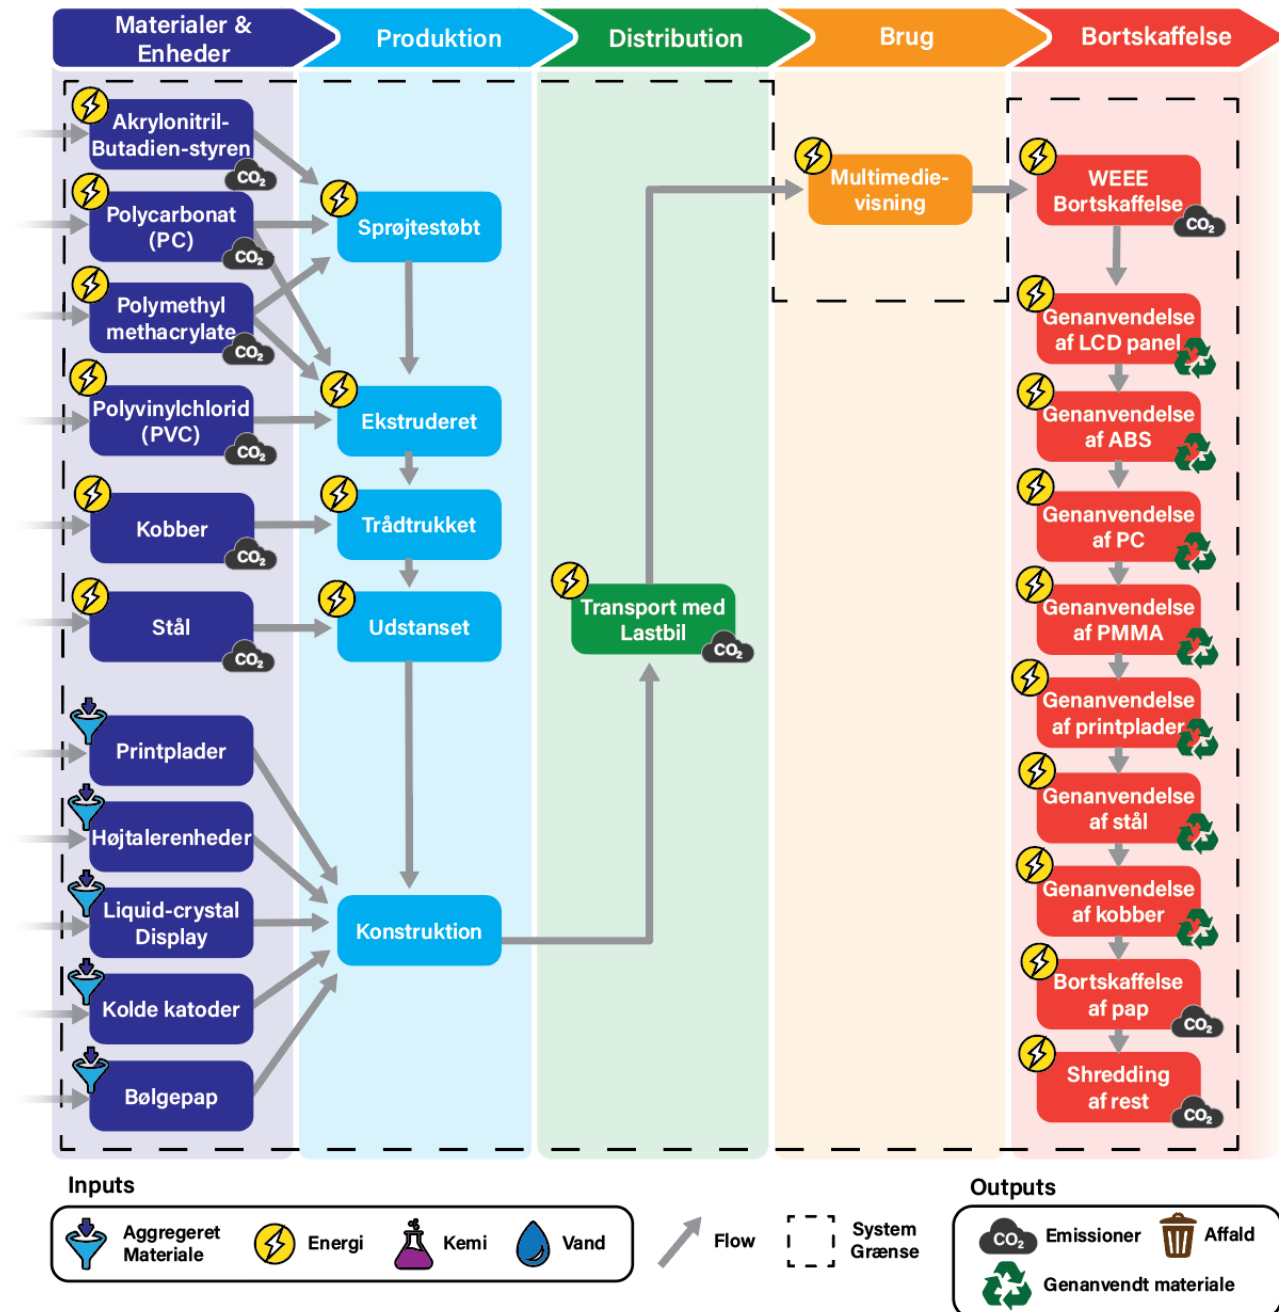 Materialer &
Enheder
Produktion
Distribution
Brug
Bortskaffelse
Akrylonitril-
Butadien-styren
CO₂
Polycarbonat
(PC)
CO₂
Polymethyl
methacrylate
CO₂
Polyvinylchlorid
(PVC)
CO₂
Kobber
CO₂
Stål
CO₂
Printplader
Højtalerenheder
Liquid-crystal
Display
Kolde katoder
Bølgepap
Sprøjtestøbt
Ekstruderet
Trådtrukket
Udstanset
Konstruktion
Transport med
Lastbil
CO₂
Multimedie-
visning
WEEE
Bortskaffelse
CO₂
Genanvendelse
af LCD panel
Genanvendelse
af ABS
Genanvendelse
af PC
Genanvendelse
af PMMA
Genanvendelse
af printplader
Genanvendelse
af stål
Genanvendelse
af kobber
Bortskaffelse
af pap
CO₂
Shredding
af rest
CO₂
Inputs
Aggregeret
Materiale
Energi
Kemi
Vand
Flow
System
Grænse
Outputs
CO₂
Emissioner
Affald
Genanvendt materiale